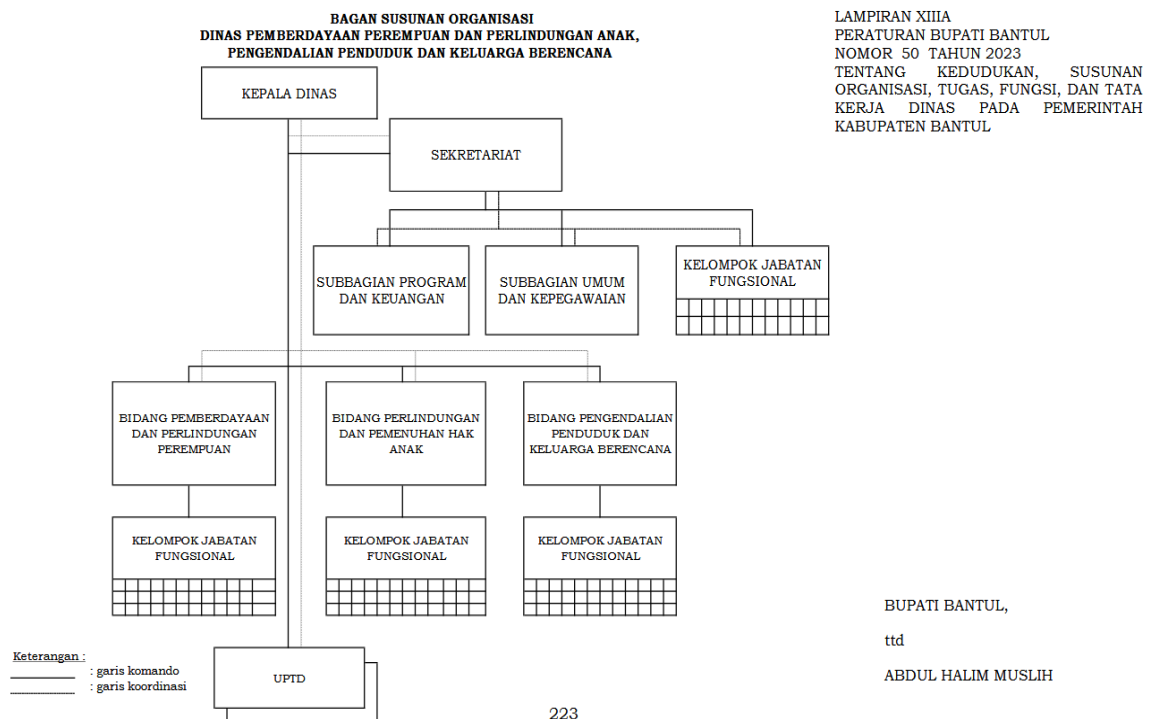 BAGAN SUSUNAN ORGANISASI
DINAS PEMBERDAYAAN PEREMPUAN DAN PERLINDUNGAN ANAK,
PENGENDALIAN PENDUDUK DAN KELUARGA BERENCANA
LAMPIRAN XIIIA
PERATURAN BUPATI BANTUL
NOMOR 50 TAHUN 2023
TENTANG KEDUDUKAN, SUSUNAN
ORGANISASI, TUGAS, FUNGSI, DAN TATA
KERJA DINAS PADA PEMERINTAH
KABUPATEN BANTUL
KEPALA DINAS
SEKRETARIAT
SUBBAGIAN PROGRAM
DAN KEUANGAN
SUBBAGIAN UMUM
DAN KEPEGAWAIAN
KELOMPOK JABATAN
FUNGSIONAL
BIDANG PEMBERDAYAAN
DAN PERLINDUNGAN
PEREMPUAN
BIDANG PERLINDUNGAN
DAN PEMENUHAN HAK
ANAK
BIDANG PENGENDALIAN
PENDUDUK DAN
KELUARGA BERENCANA
KELOMPOK JABATAN
FUNGSIONAL
KELOMPOK JABATAN
FUNGSIONAL
KELOMPOK JABATAN
FUNGSIONAL
UPTD
Keterangan :
: garis komando
: garis koordinasi
BUPATI BANTUL,
ttd
ABDUL HALIM MUSLIH
223